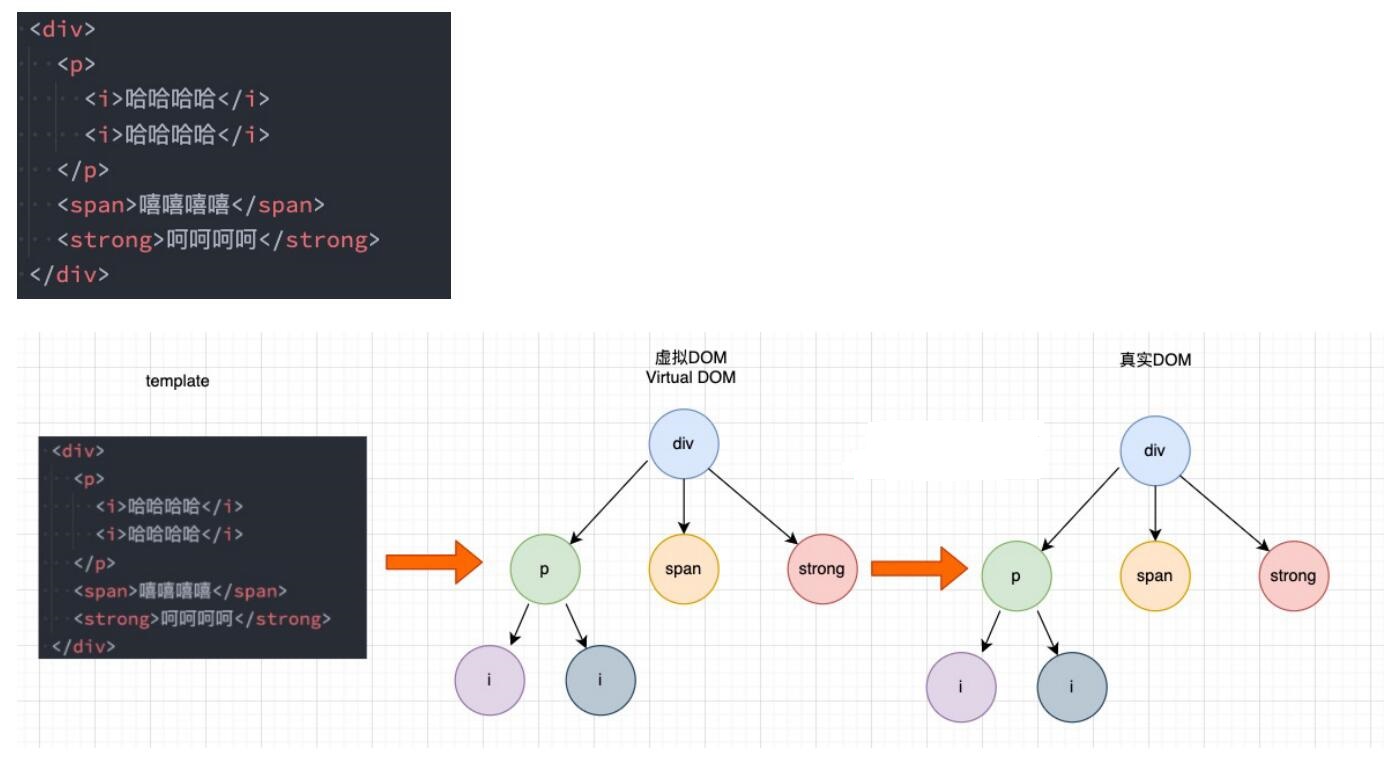 <div>
<p>
<i>哈哈哈哈</i>
<i>哈哈哈哈</i>
</p>
<span>嘻嘻嘻嘻</span>
<strong>呵呵呵呵</strong>
</div>
template
<div>
<p>
<i>哈哈哈哈</i>
<i>哈哈哈哈</i>
</p>
<span>嘻嘻嘻嘻</span>
<strong>呵呵呵呵</strong>
</div>
虚拟DOM
Virtual DOM
div
p
span
strong
i
i
真实DOM
div
p
span
strong
i
i